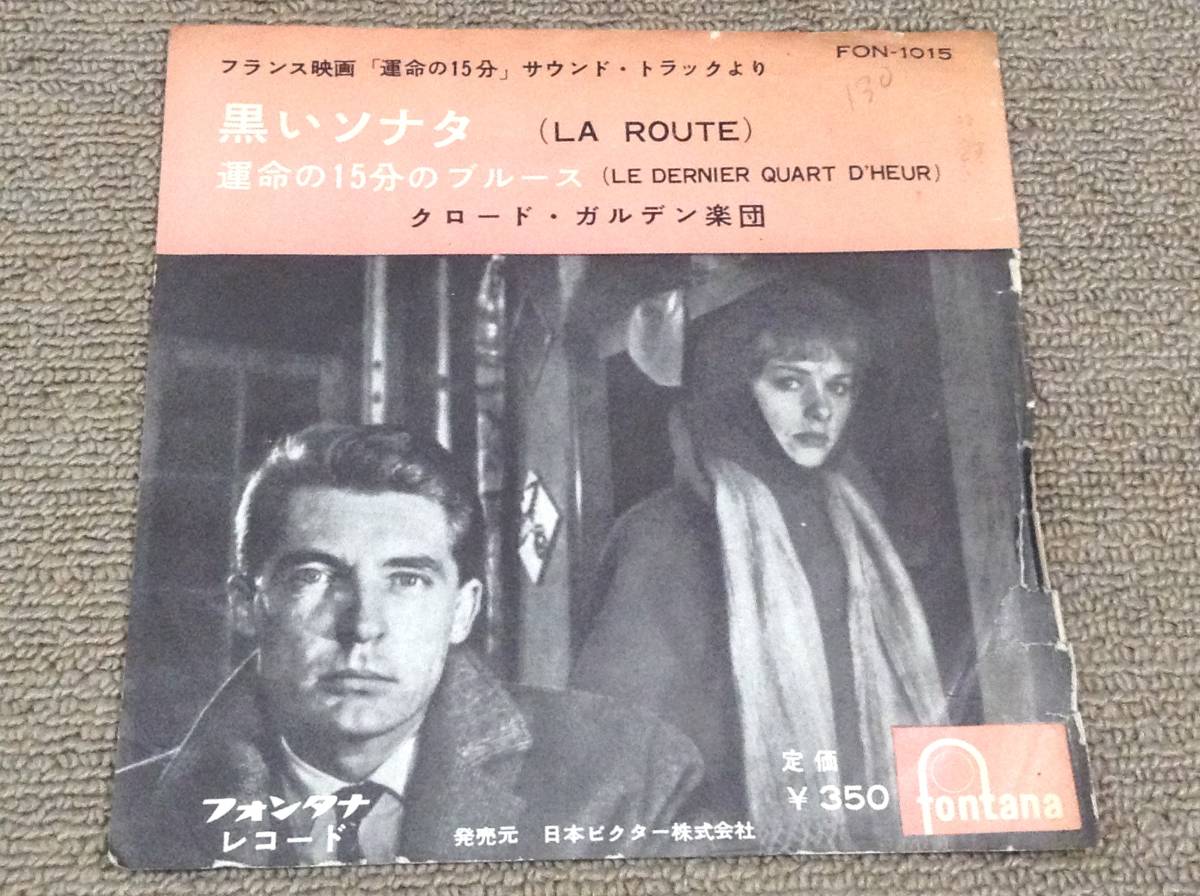 FON-1015
フランス映画「運命の15分」サウンド・トラックより
130
黒いソナタ (LA ROUTE)
運命の15分のブルース (LE DERNIER QUART D'HEUR)
クロード・ガルデン楽団
定価
¥350
fontana
フォンタナ
レコード
発売元 日本ビクター株式会社